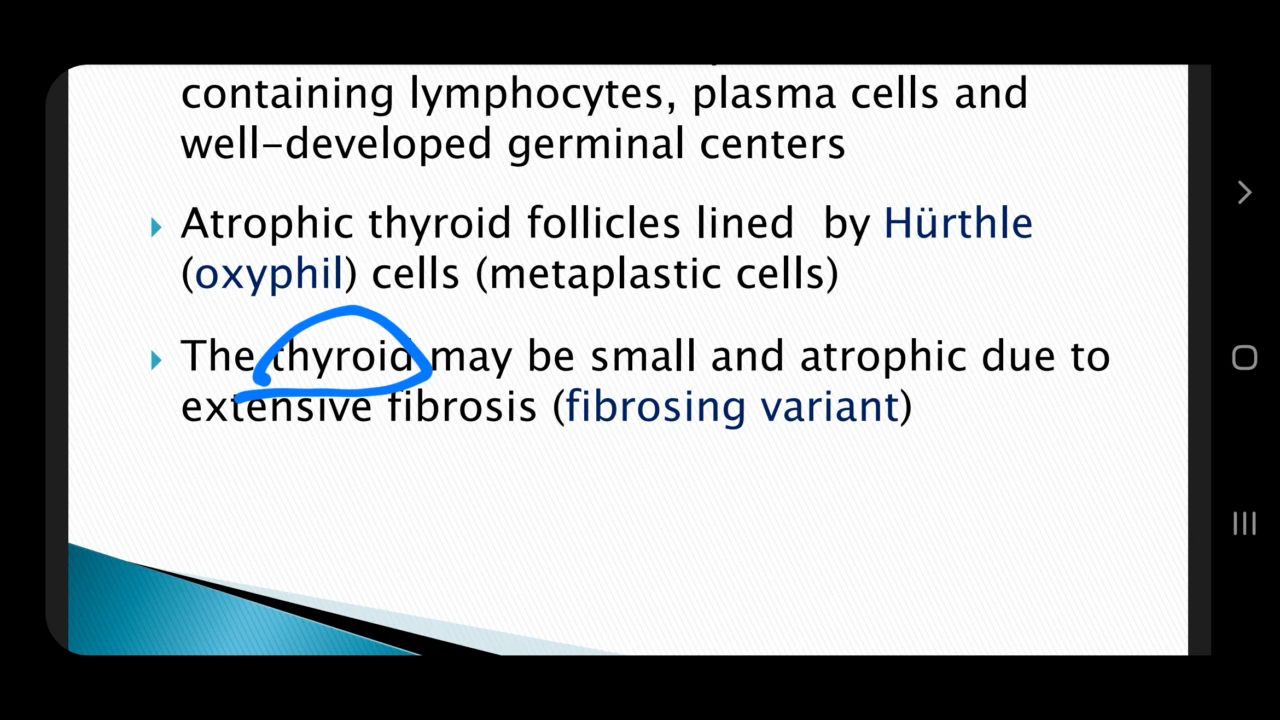 containing lymphocytes, plasma cells and
well-developed germinal centers
Atrophic thyroid follicles lined by Hürthle
(oxyphil) cells (metaplastic cells)
The thyroid may be small and atrophic due to
extensive fibrosis (fibrosing variant)